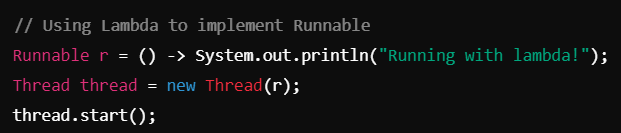 // Using Lambda to implement Runnable
Runnable r = () -> System.out.println("Running with lambda!");
Thread thread = new Thread(r);
thread.start();